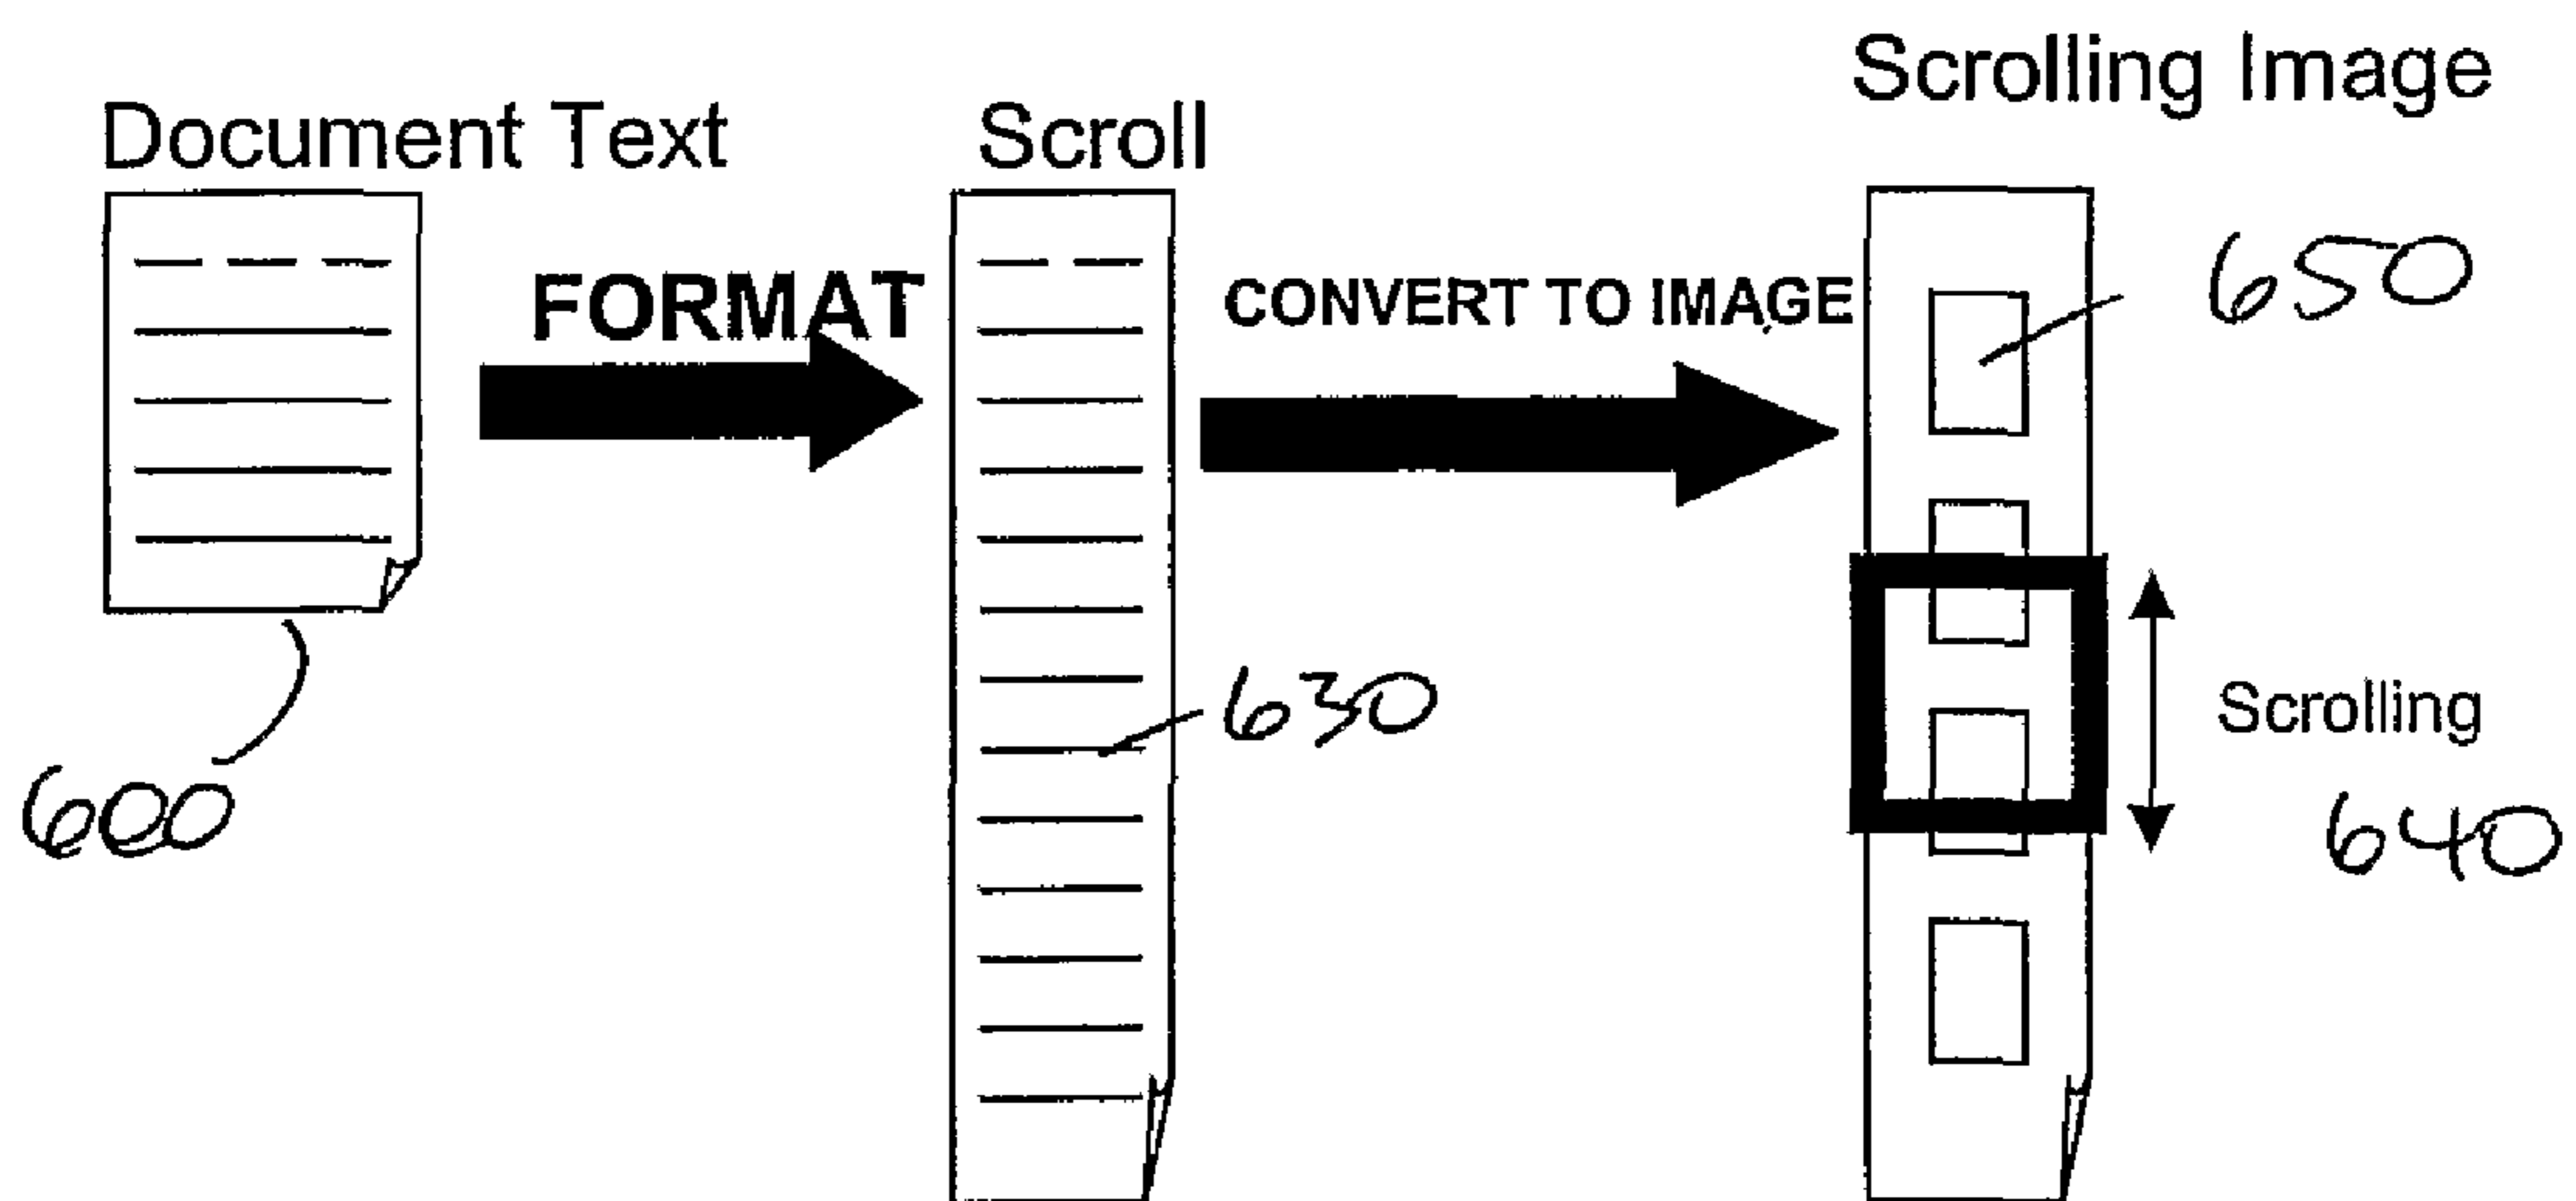 Document Text
Scroll
Scrolling Image
FORMAT
CONVERT TO IMAGE
650
630
Scrolling
600
640